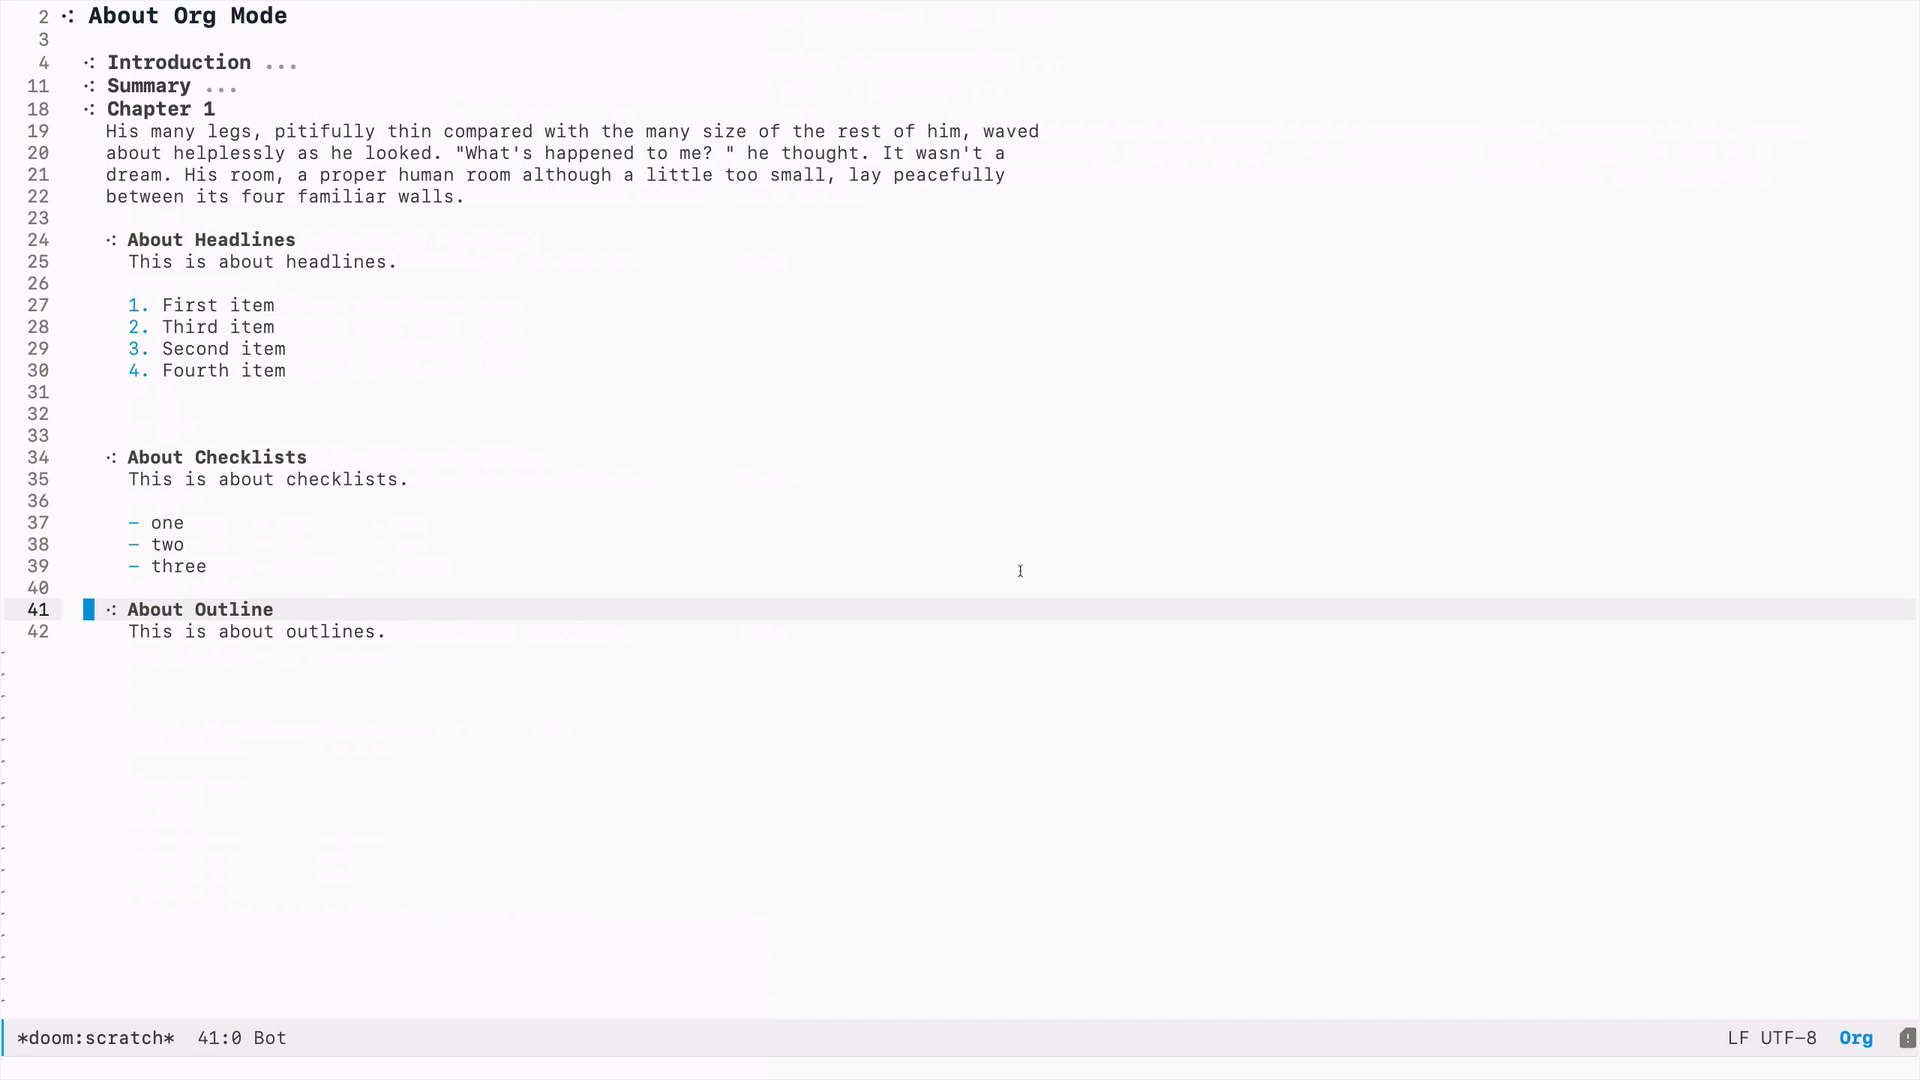 2 ·: About Org Mode
3
4 ·: Introduction ...
11 ·: Summary ...
18 ·: Chapter 1
19 His many legs, pitifully thin compared with the many size of the rest of him, waved
20 about helplessly as he looked. "What's happened to me? " he thought. It wasn't a
21 dream. His room, a proper human room although a little too small, lay peacefully
22 between its four familiar walls.
23
24 ·: About Headlines
25 This is about headlines.
26
27 1. First item
28 2. Third item
29 3. Second item
30 4. Fourth item
31
32
33
34 ·: About Checklists
35 This is about checklists.
36
37 – one
38 – two
39 – three
40
41 ·: About Outline
42 This is about outlines.
*doom:scratch* 41:0 Bot LF UTF–8 Org !